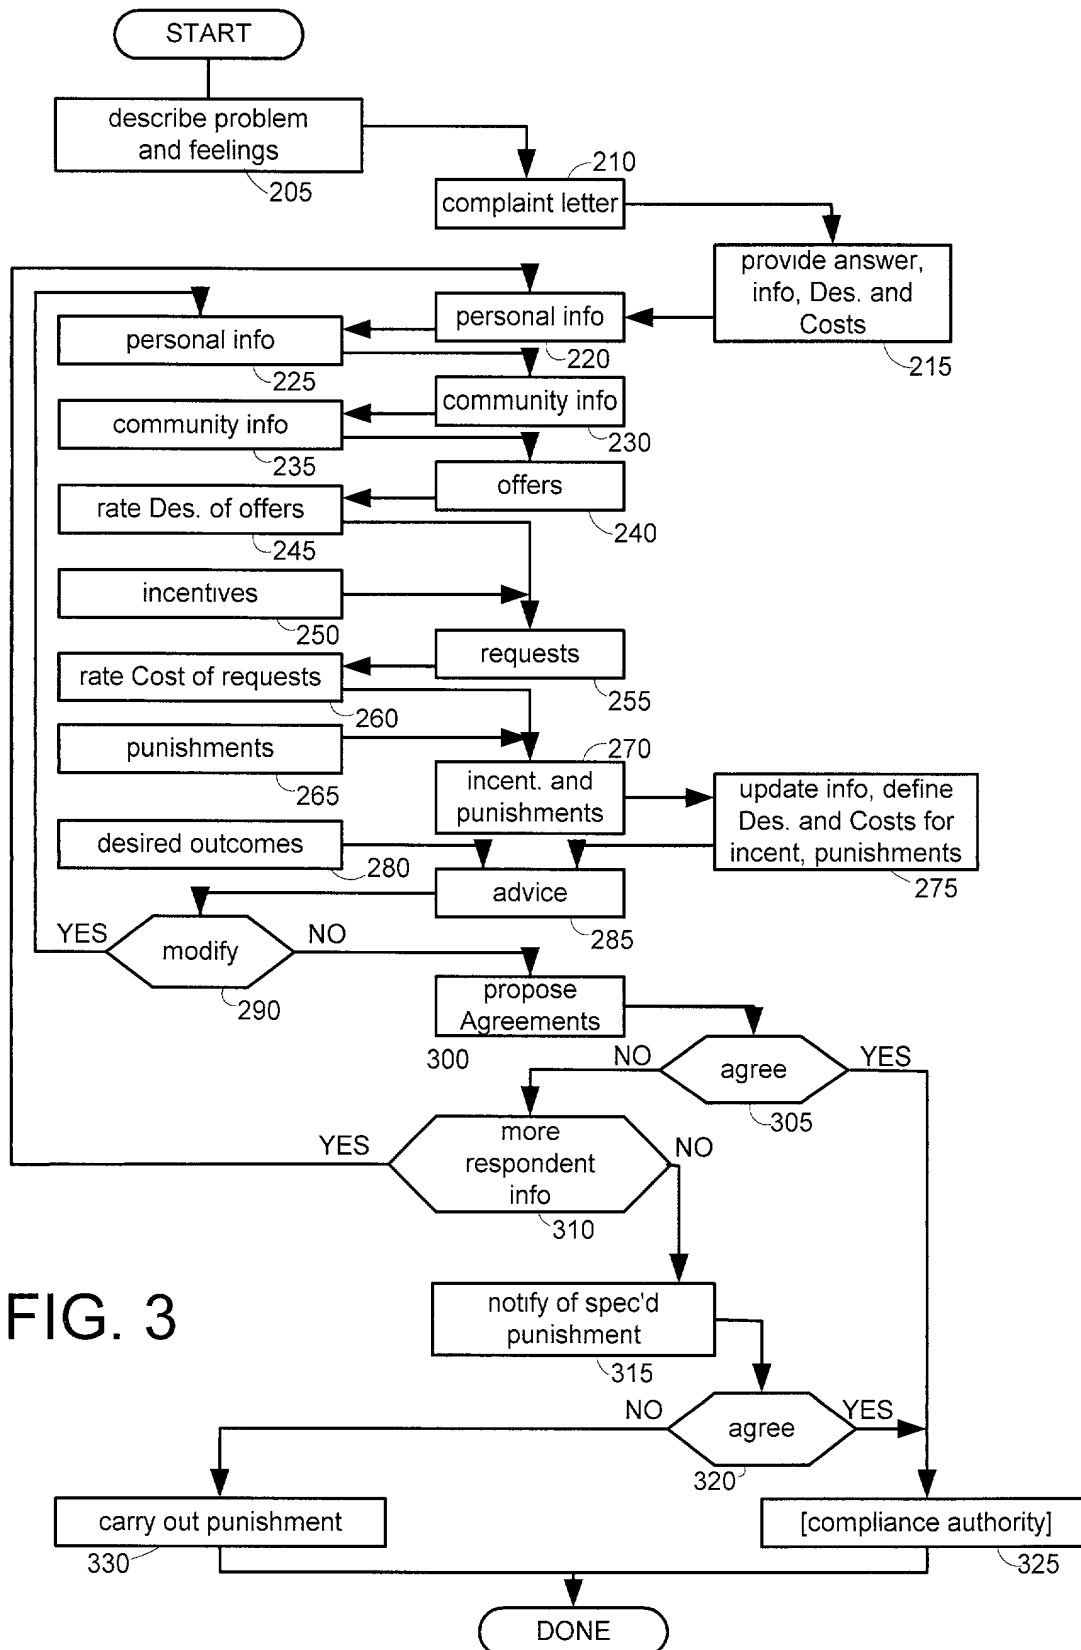 START
describe problem
and feelings
205
210
complaint letter
provide answer,
info, Des. and
Costs
215
personal info
220
personal info
225
community info
230
community info
235
offers
240
rate Des. of offers
245
incentives
250
requests
255
rate Cost of requests
260
punishments
265
270
incent. and
punishments
update info, define
Des. and Costs for
incent, punishments
275
desired outcomes
280
advice
285
YES
modify
NO
290
propose
Agreements
300
NO
agree
YES
305
YES
more
respondent
info
NO
310
FIG. 3
notify of spec'd
punishment
315
NO
agree
YES
320
carry out punishment
330
[compliance authority]
325
DONE